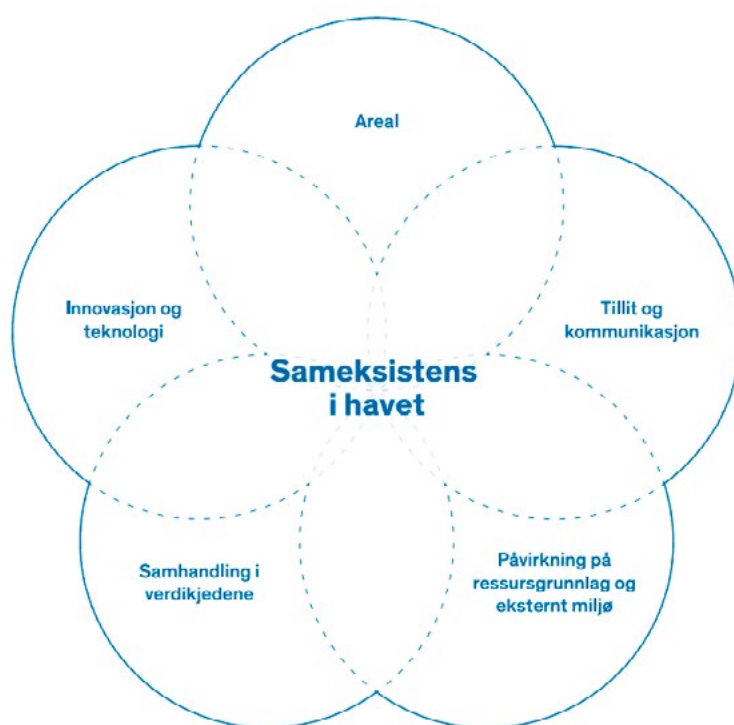 Areal
Innovasjon og
teknologi
Tillit og
kommunikasjon
Sameksistens
i havet
Samhandling i
verdikjedene
Påvirkning på
ressursgrunnlag og
eksternt miljø